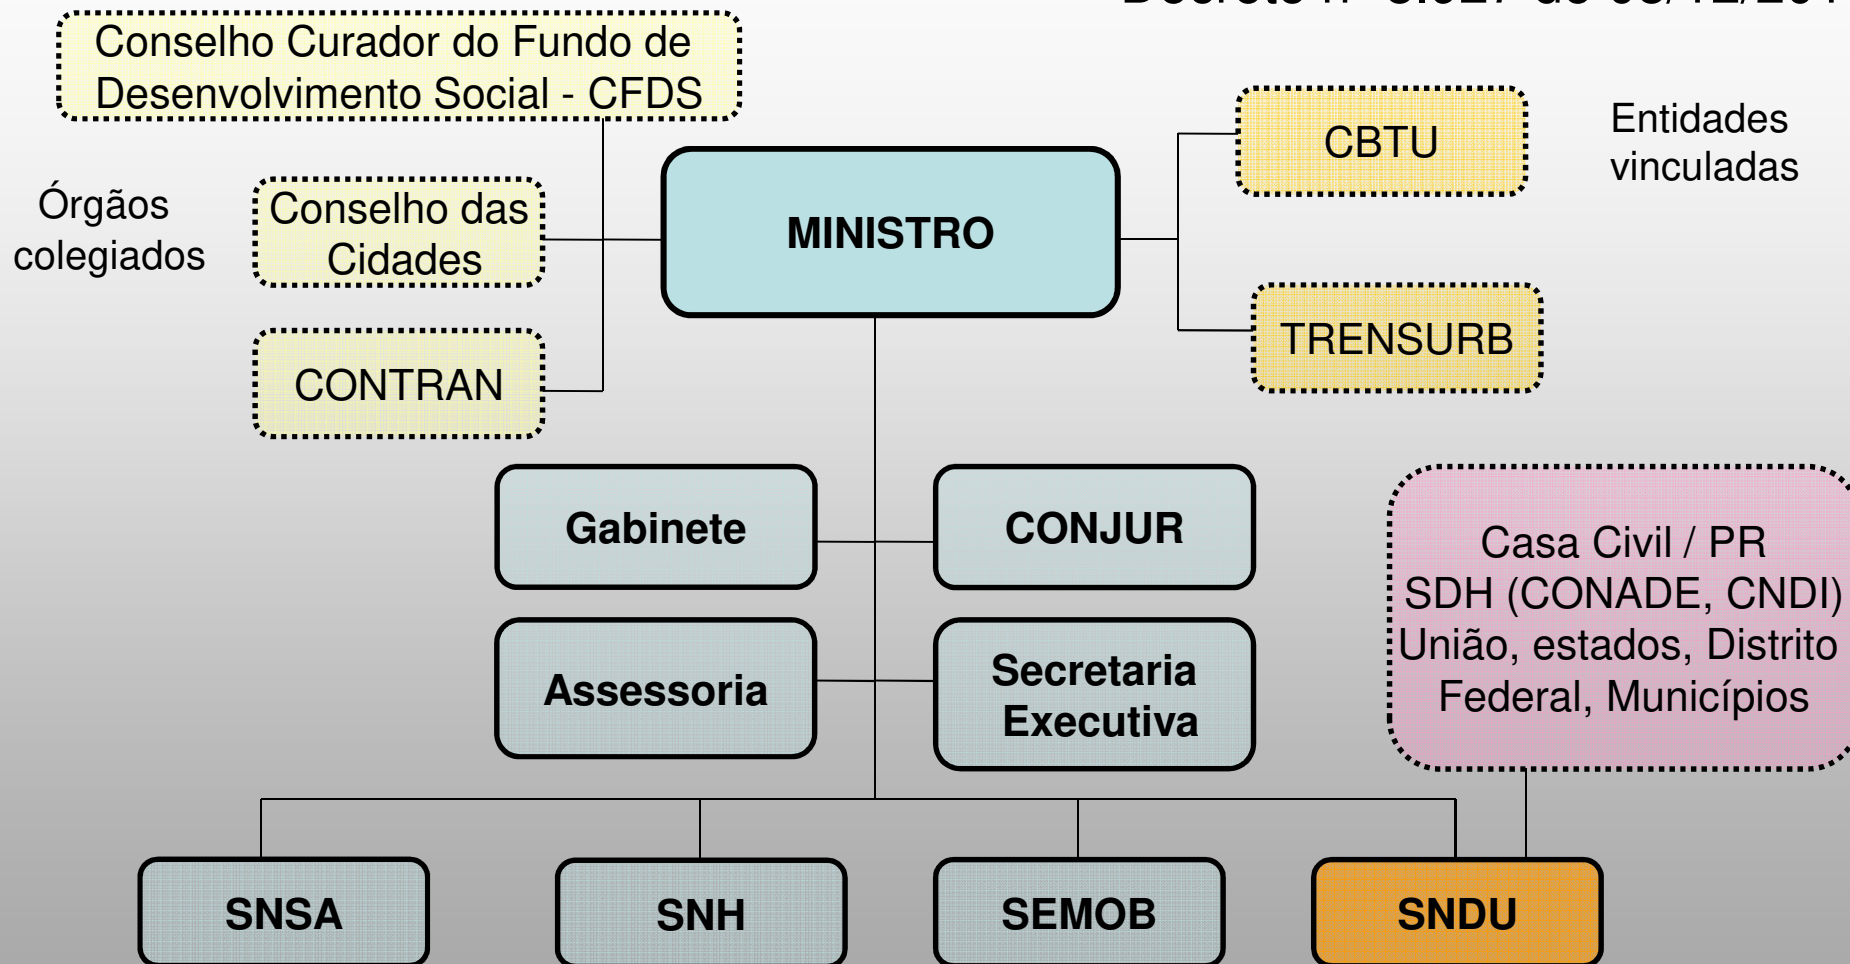 Conselho Curador do Fundo de
Desenvolvimento Social - CFDS
Órgãos
colegiados
Conselho das
Cidades
CONTRAN
MINISTRO
CBTU
TRENSURB
Entidades
vinculadas
Gabinete
CONJUR
Assessoria
Secretaria
Executiva
Casa Civil / PR
SDH (CONADE, CNDI)
União, estados, Distrito
Federal, Municípios
SNSA
SNH
SEMOB
SNDU